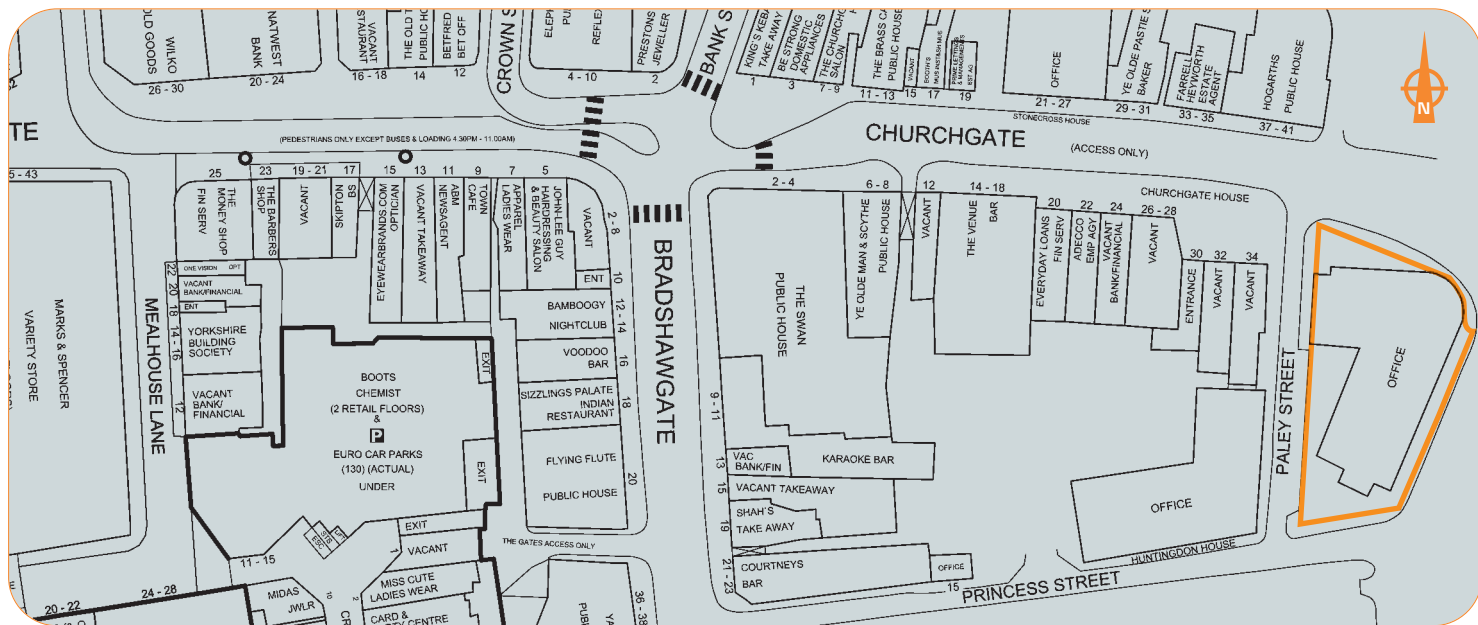 OLD GOODS
WILKO
26 - 30
NATWEST
BANK
20 - 24
VACANT
16 - 18
THE OLD
14
BETFRED
BET OFF
12
CROWN S
REFLEX
4 - 10
PRESTONS
JEWELLER
2
BANK S
KING'S KEBA
TAKE AWAY
1
BE STRONG
DOMESTIC
APPLIANCES
3
THE CHURCHG
SALON
7 - 9
THE BRASS CA
PUBLIC HOUSE
11 - 13
VACANT
15
BOOTH'S
17
19
EST AG
OFFICE
21 - 27
STONECROSS HOUSE
YE OLDE PASTIE S
BAKER
29 - 31
FARRELL
HEYWORTH
ESTATE
AGENT
33 - 35
HOGARTHS
PUBLIC HOUSE
37 - 41
N
TE
(PEDESTRIANS ONLY EXCEPT BUSES & LOADING 4.30PM - 11.00AM)
CHURCHGATE
(ACCESS ONLY)
5 - 43
MARKS & SPENCER
VARIETY STORE
MEALHOUSE LANE
25
THE
MONEY SHOP
FIN SERV
23
THE BARBERS
SHOP
19 - 21
VACANT
17
SKIPTON
BS
15
EYEWEARBRANDS.COM
OPTICIAN
13
VACANT TAKEAWAY
11
ABM
NEWSAGENT
9
TOWN
CAFE
7
APPAREL
LADIES WEAR
5
JOHN-LEE GUY
HAIRDRESSING
& BEAUTY SALON
VACANT
2 - 8
ENT
10
BAMBOOGY
NIGHTCLUB
12 - 14
VOODOO
BAR
16
SIZZLINGS PALATE
INDIAN
RESTAURANT
18
FLYING FLUTE
PUBLIC HOUSE
20
22
ONE VISION OPT
20
VACANT
BANK/FINANCIAL
18
ENT
14 - 16
YORKSHIRE
BUILDING
SOCIETY
12
VACANT
BANK/
FINANCIAL
BOOTS
CHEMIST
(2 RETAIL FLOORS)
&
P
EURO CAR PARKS
(130) (ACTUAL)
UNDER
EXIT
EXIT
EXIT
STS
ESC
LIFT
11 - 15
1
VACANT
THE GATES ACCESS ONLY
2
MISS CUTE
LADIES WEAR
MIDAS
JWLR
10
CARD &
20 - 22
24 - 28
36 - 38
BRADSHAWGATE
2 - 4
THE SWAN
PUBLIC HOUSE
6 - 8
YE OLDE MAN & SCYTHE
PUBLIC HOUSE
12
VACANT
14 - 18
THE VENUE
BAR
CHURCHGATE HOUSE
20
EVERYDAY LOANS
FIN SERV
22
ADECCO
EMP AGY
24
VACANT
BANK/FINANCIAL
26 - 28
VACANT
30
ENTRANCE
32
VACANT
34
VACANT
9 - 11
13
VAC
BANK/FIN
KARAOKE BAR
15
VACANT TAKEAWAY
19
SHAH'S
TAKE AWAY
21 - 23
COURTNEYS
BAR
OFFICE
15
PRINCESS STREET
OFFICE
HUNTINGDON HOUSE
PALEY STREET
OFFICE